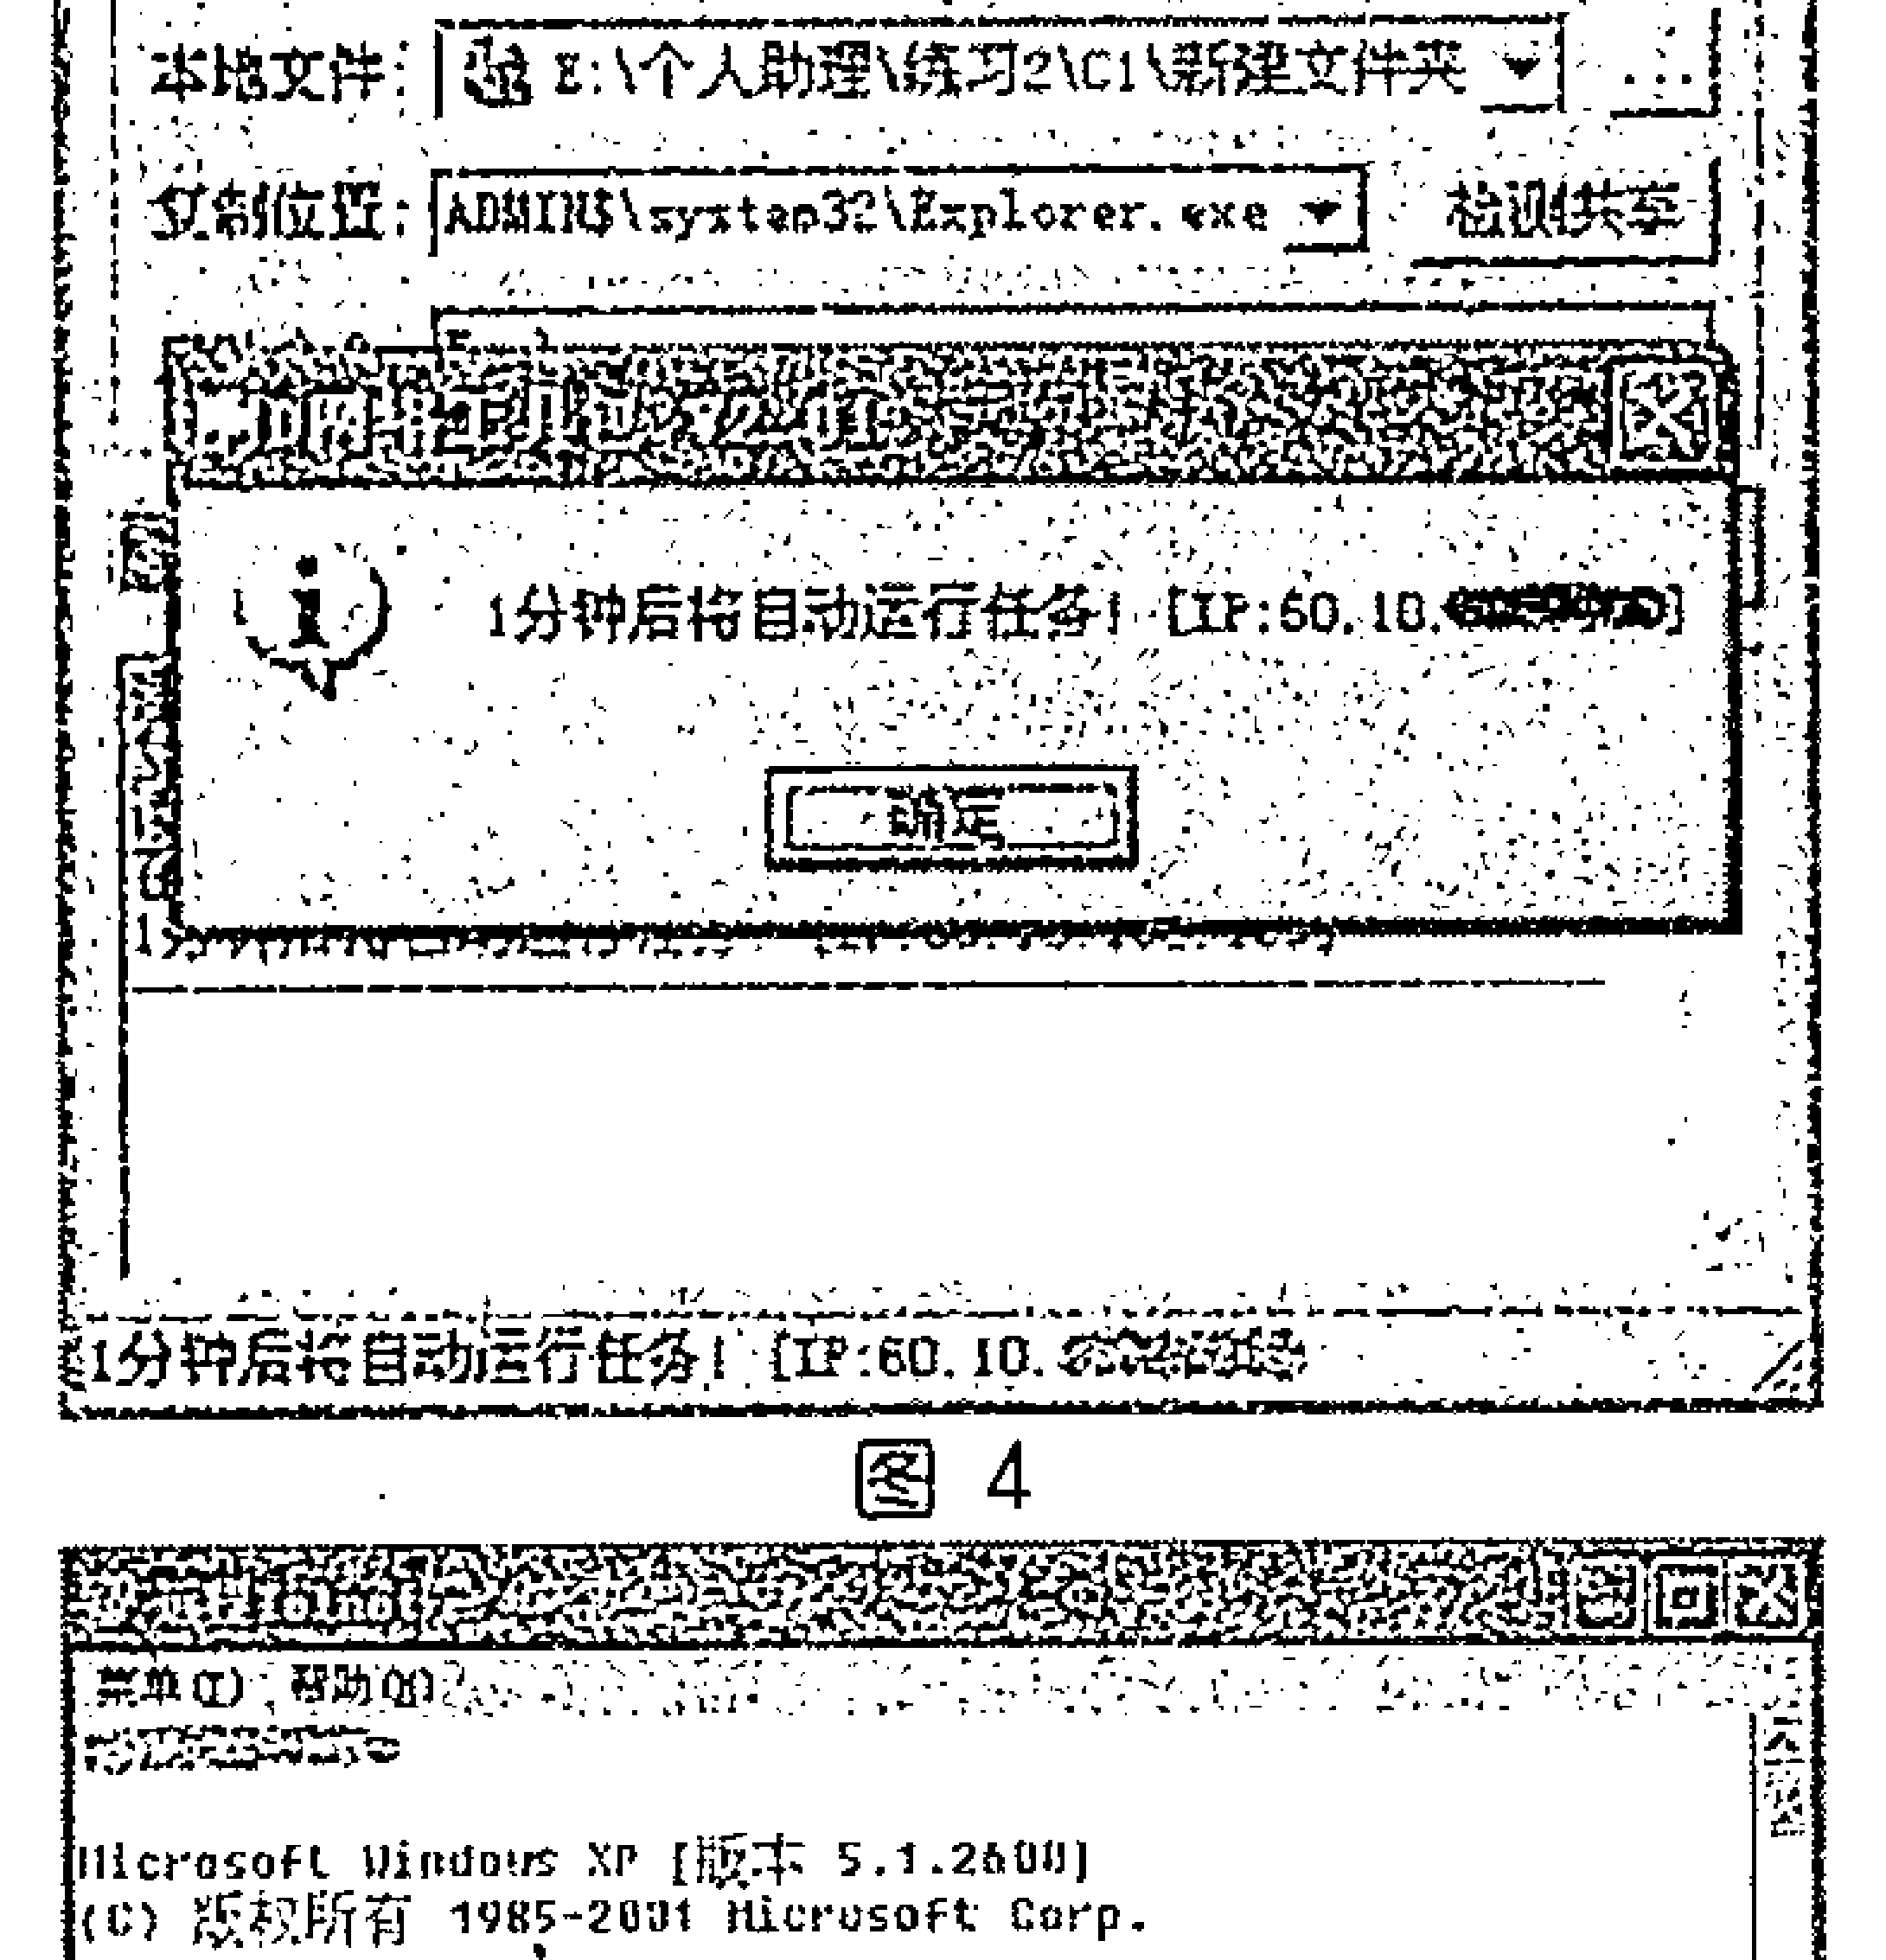 本地文件: E:\个人助理\练习2\C1\新建文件夹 ...
复制位置: ADMIN$\system32\Explorer.exe 检测共享
1分钟后将自动运行任务! [IP:60.10.
确定
1分钟后将自动运行任务! [IP:60.10.
图 4
telnet
菜单(T) 帮助(H)
Microsoft Windows XP [版本 5.1.2600]
(C) 版权所有 1985-2001 Microsoft Corp.